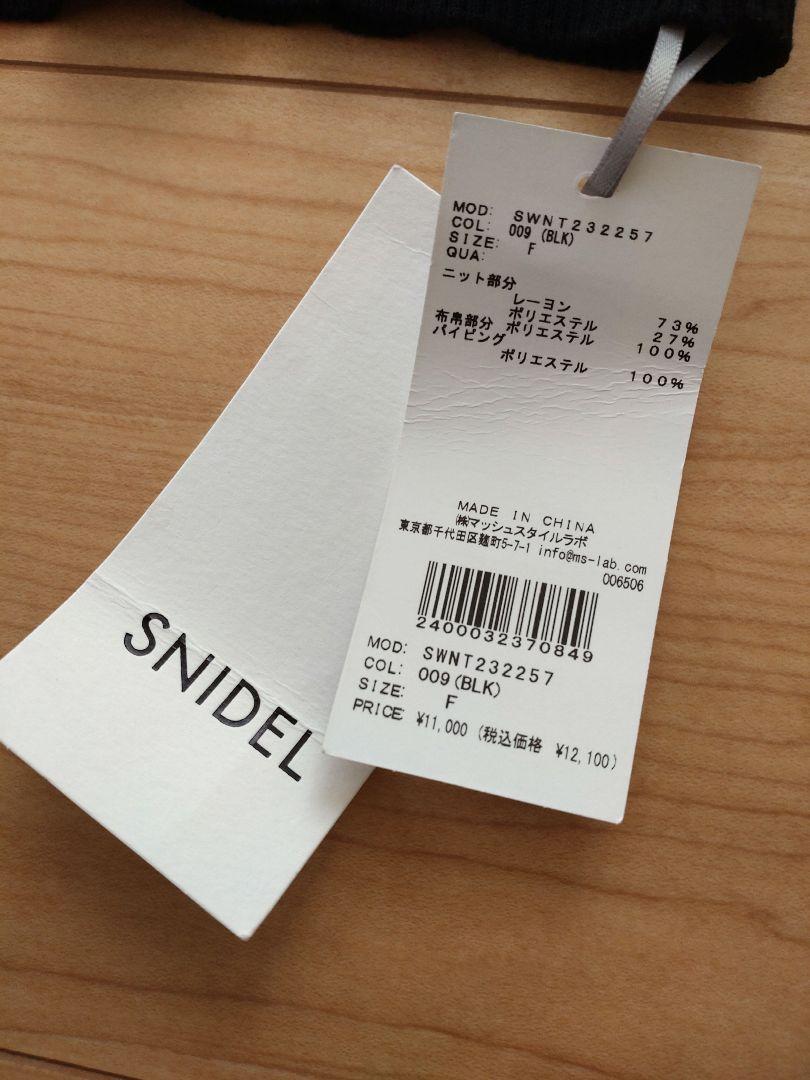 MOD: SWNT232257
COL: 009 (BLK)
SIZE: F
QUA:
ニット部分
レーヨン 73%
ポリエステル 27%
布帛部分 ポリエステル 100%
パイピング
ポリエステル 100%
MADE IN CHINA
㈱マッシュスタイルラボ
東京都千代田区麹町5-7-1 info@ms-lab.com
006506
2400032370849
MOD: SWNT232257
COL: 009(BLK)
SIZE: F
PRICE: ¥11,000 (税込価格 ¥12,100)
SNIDEL